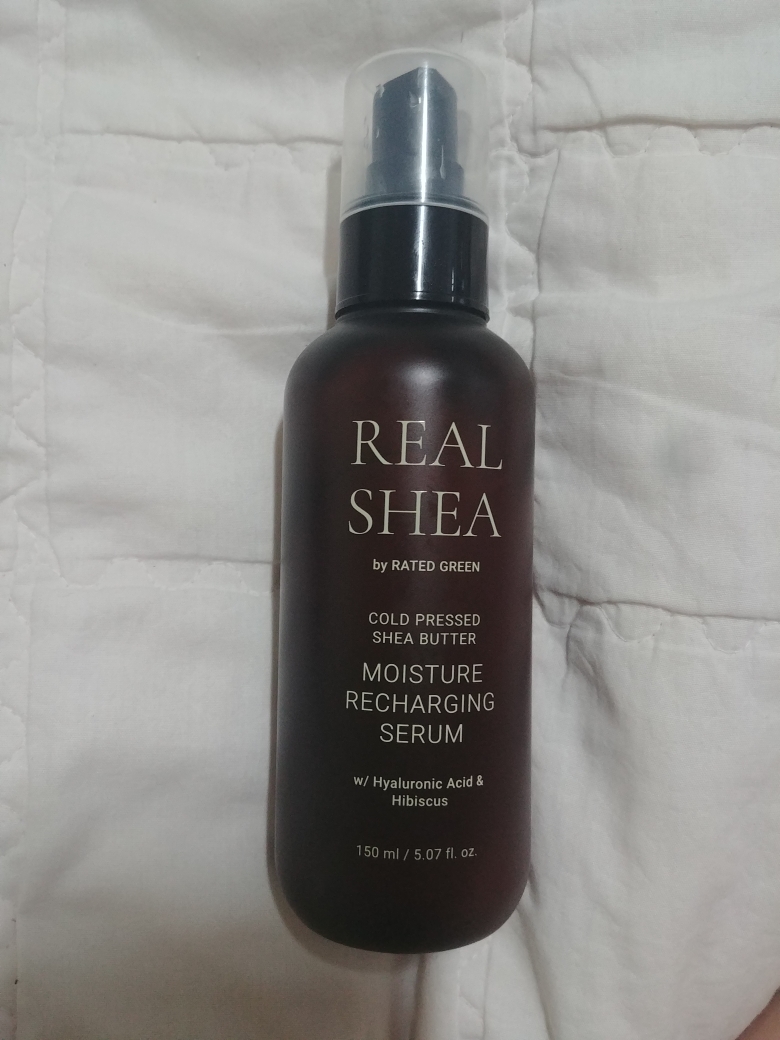 REAL
SHEA
by RATED GREEN
COLD PRESSED
SHEA BUTTER
MOISTURE
RECHARGING
SERUM
w/ Hyaluronic Acid &
Hibiscus
150 ml / 5.07 fl. oz.